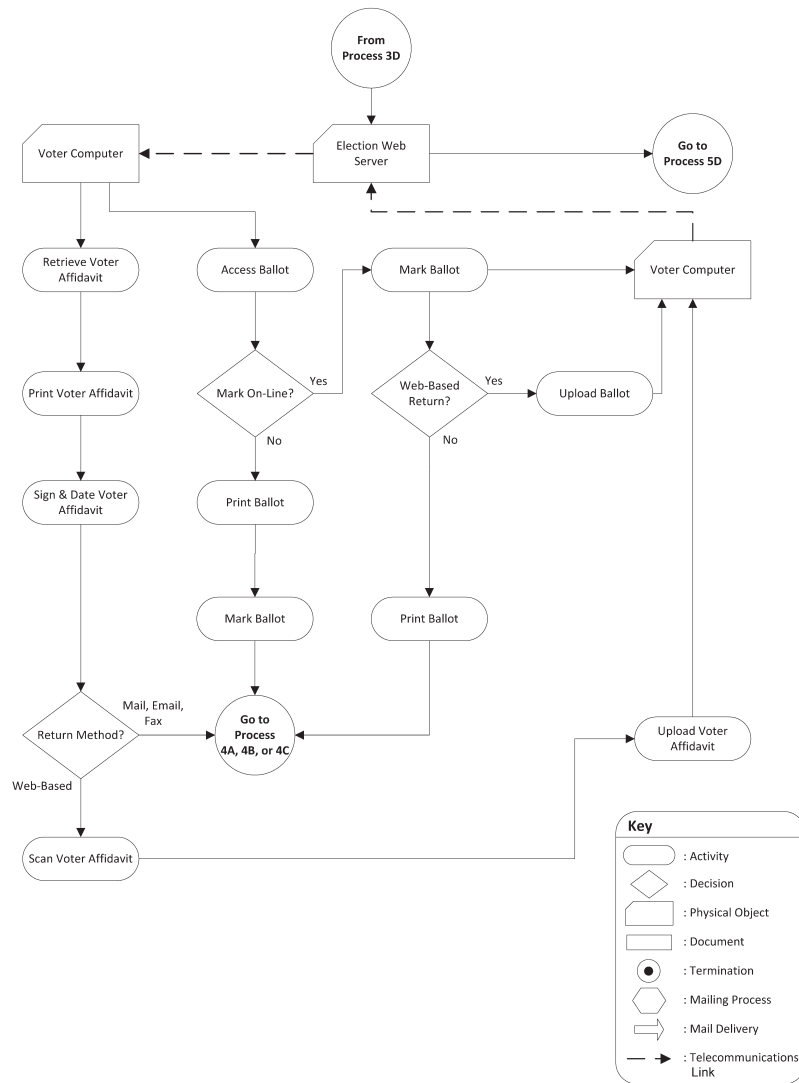 From
Process 3D
Voter Computer
Election Web
Server
Go to
Process 5D
Retrieve Voter
Affidavit
Access Ballot
Mark Ballot
Voter Computer
Print Voter Affidavit
Mark On-Line?
Yes
No
Web-Based
Return?
Yes
No
Upload Ballot
Sign & Date Voter
Affidavit
Print Ballot
Mark Ballot
Print Ballot
Return Method?
Mail, Email,
Fax
Web-Based
Go to
Process
4A, 4B, or 4C
Upload Voter
Affidavit
Scan Voter Affidavit
Key
: Activity
: Decision
: Physical Object
: Document
: Termination
: Mailing Process
: Mail Delivery
: Telecommunications
Link